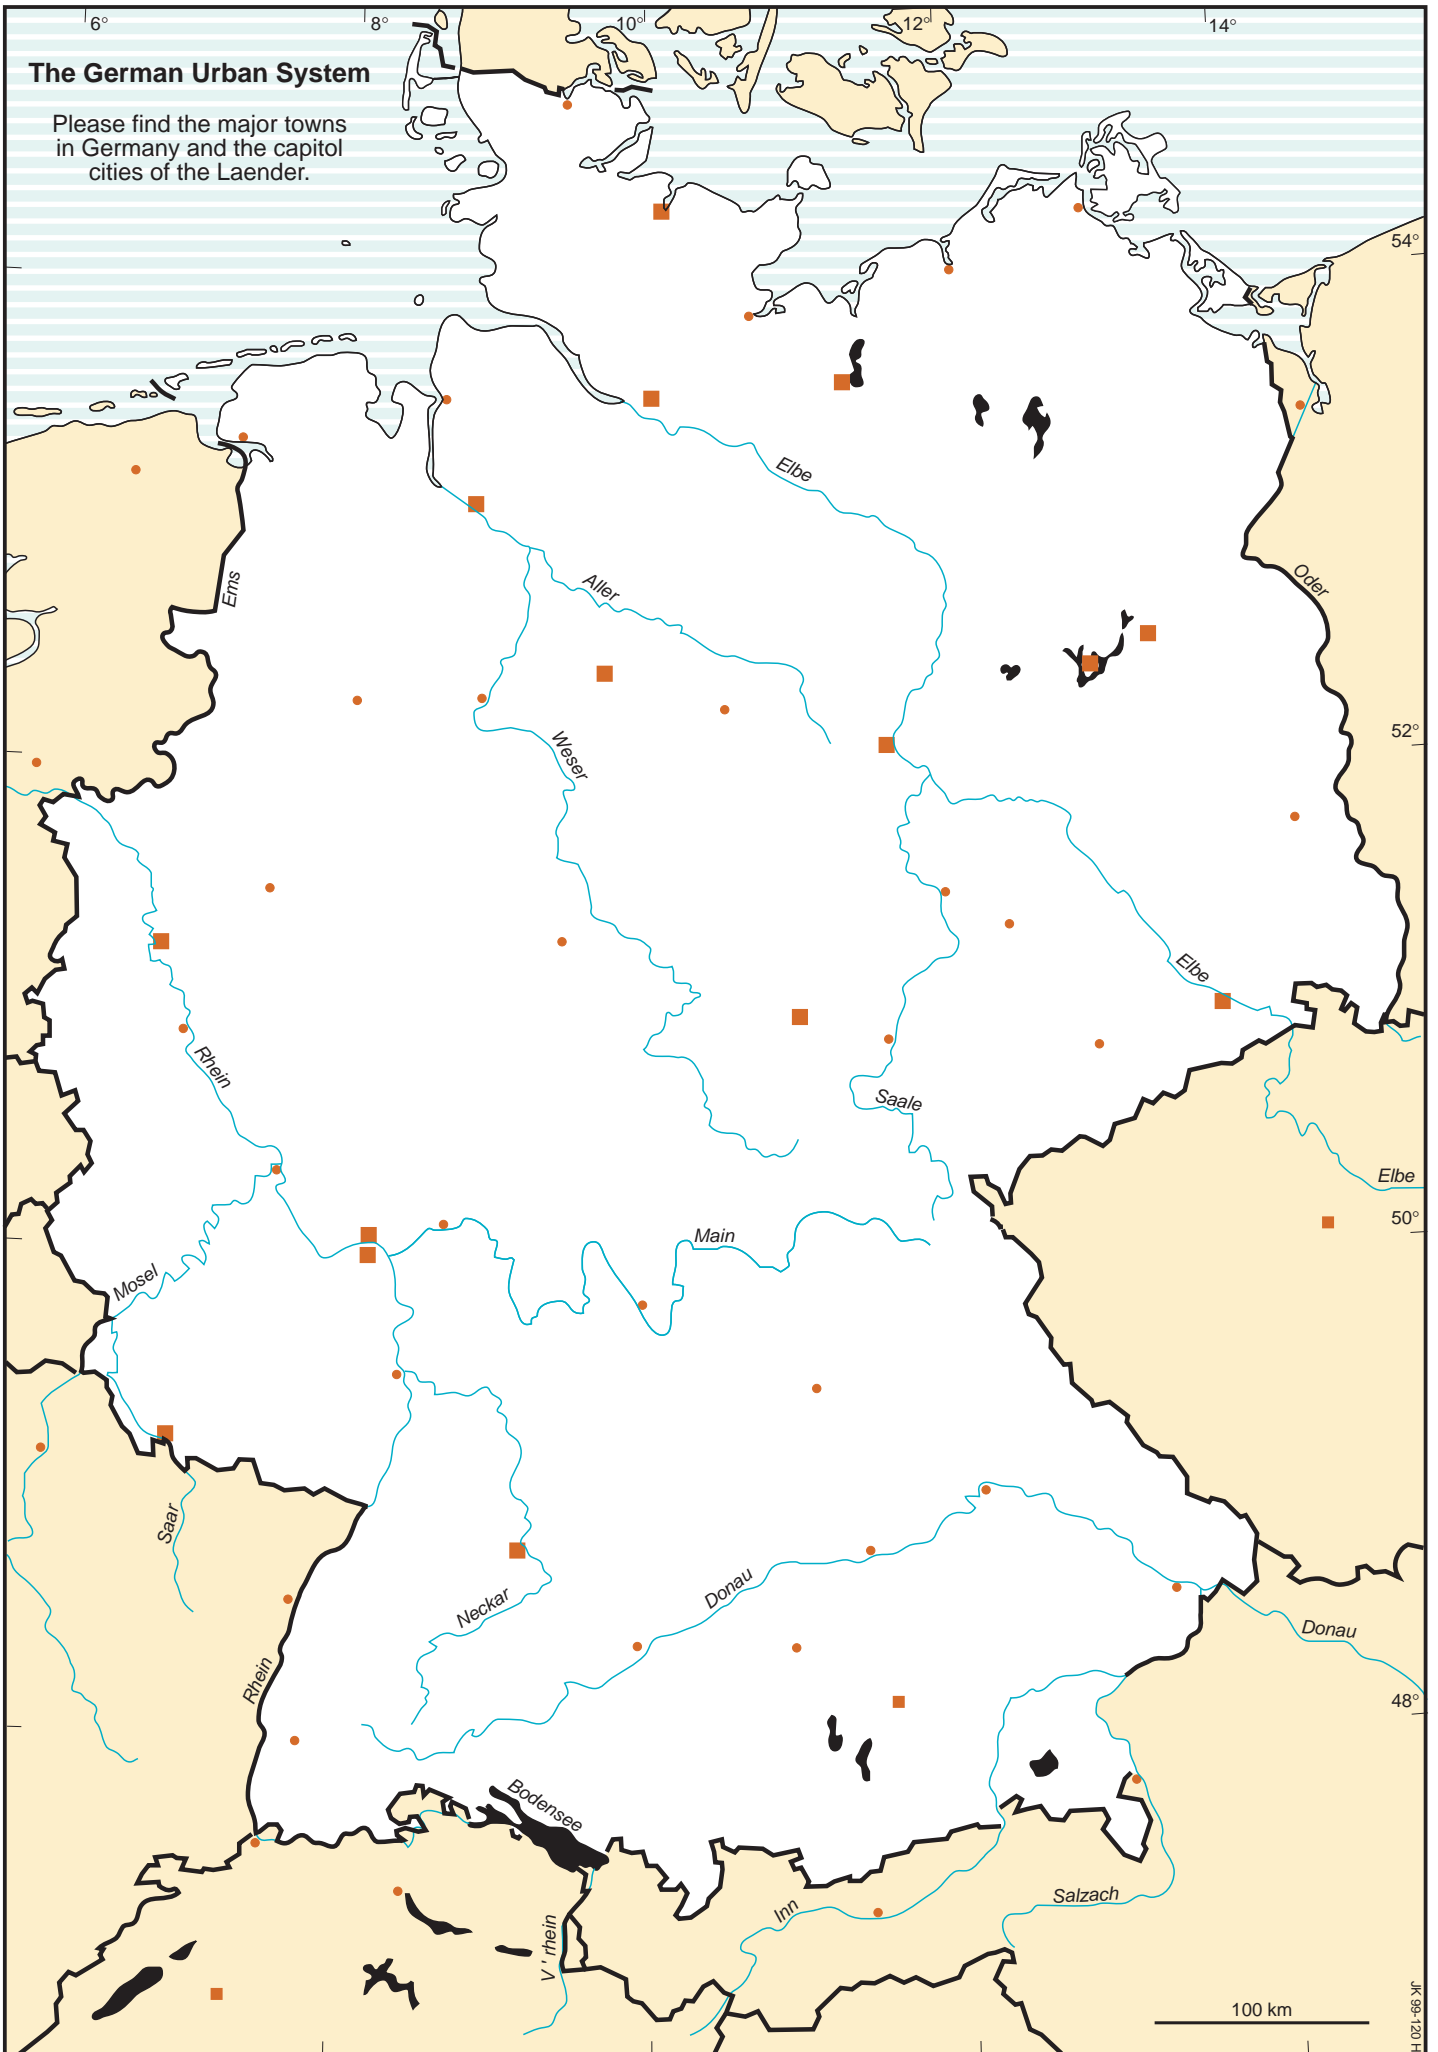 6°
8°
10°
12°
14°
The German Urban System
Please find the major towns
in Germany and the capitol
cities of the Laender.
54°
Elbe
Ems
Aller
Oder
Weser
52°
Elbe
Rhein
Saale
Elbe
50°
Main
Mosel
Saar
Neckar
Donau
Donau
Rhein
48°
Bodensee
Salzach
Inn
V ' rhein
100 km
JK 99-120 H